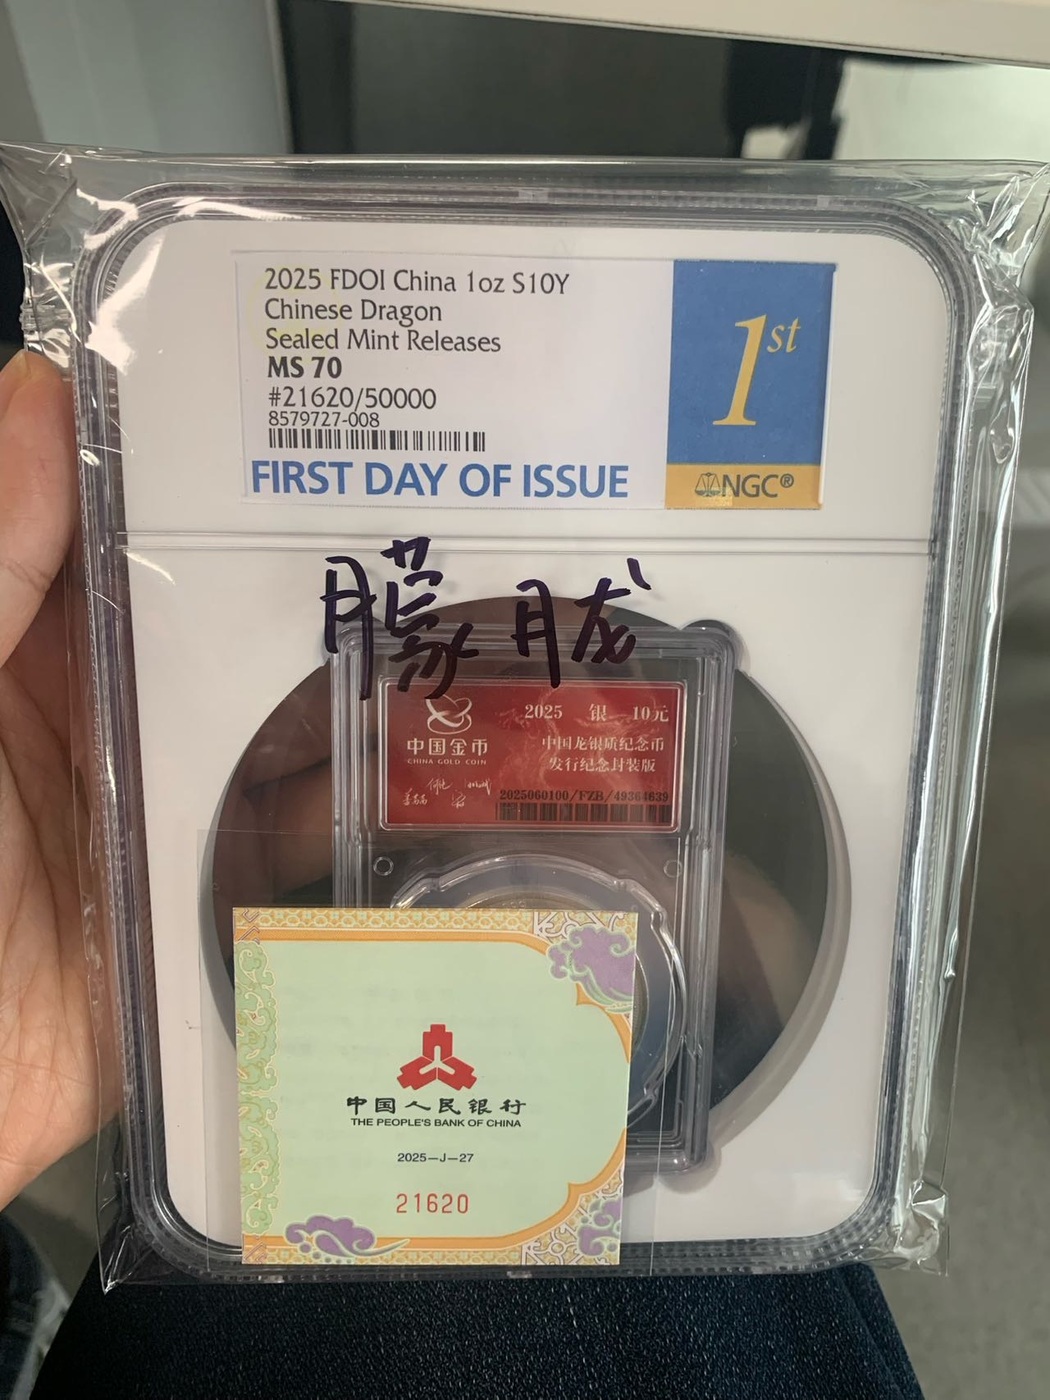 2025 FDOI China 1oz S10Y
Chinese Dragon
Sealed Mint Releases
MS 70
#21620/50000
8579727-008
FIRST DAY OF ISSUE
1st
NGC®
朦胧
中国金币
CHINA GOLD COIN
2025 银 10元
中国龙银质纪念币
发行纪念封装版
2025060100/FZB/49364639
中国人民银行
THE PEOPLE'S BANK OF CHINA
2025—J—27
21620